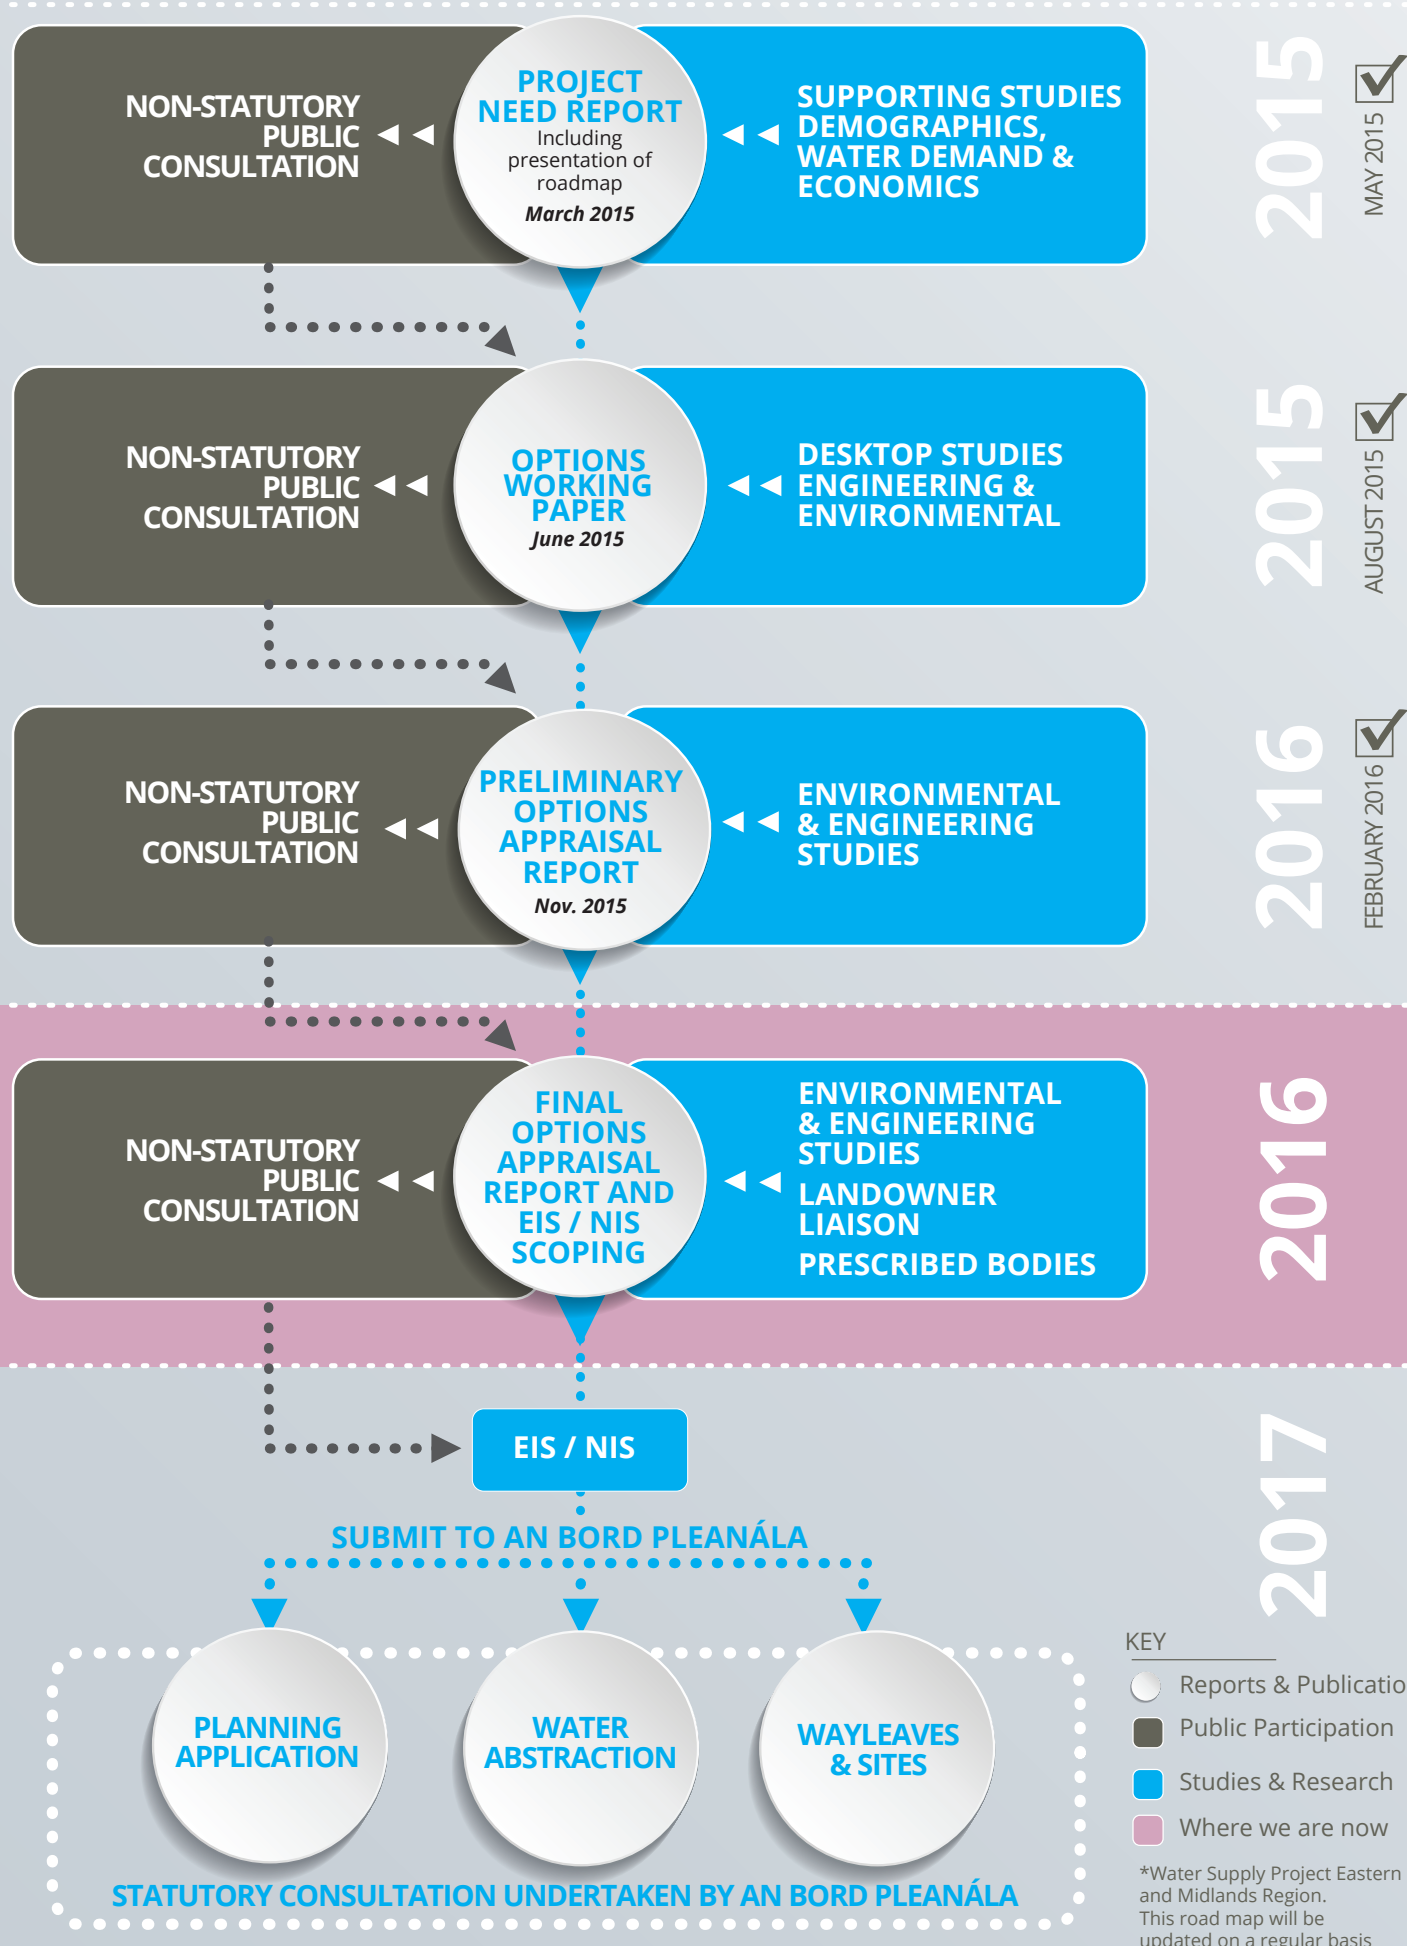 NON-STATUTORY
PUBLIC
CONSULTATION
PROJECT
NEED REPORT
Including
presentation of
roadmap
March 2015
SUPPORTING STUDIES
DEMOGRAPHICS,
WATER DEMAND &
ECONOMICS
2015
MAY 2015
NON-STATUTORY
PUBLIC
CONSULTATION
OPTIONS
WORKING
PAPER
June 2015
DESKTOP STUDIES
ENGINEERING &
ENVIRONMENTAL
2015
AUGUST 2015
NON-STATUTORY
PUBLIC
CONSULTATION
PRELIMINARY
OPTIONS
APPRAISAL
REPORT
Nov. 2015
ENVIRONMENTAL
& ENGINEERING
STUDIES
2016
FEBRUARY 2016
NON-STATUTORY
PUBLIC
CONSULTATION
FINAL
OPTIONS
APPRAISAL
REPORT AND
EIS / NIS
SCOPING
ENVIRONMENTAL
& ENGINEERING
STUDIES
LANDOWNER
LIAISON
PRESCRIBED BODIES
2016
EIS / NIS
2017
SUBMIT TO AN BORD PLEANÁLA
PLANNING
APPLICATION
WATER
ABSTRACTION
WAYLEAVES
& SITES
STATUTORY CONSULTATION UNDERTAKEN BY AN BORD PLEANÁLA
KEY
Reports & Publicatio
Public Participation
Studies & Research
Where we are now
*Water Supply Project Eastern
and Midlands Region.
This road map will be
updated on a regular basis